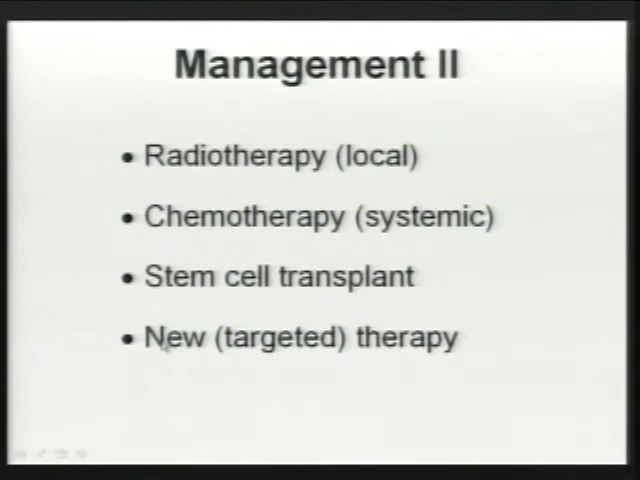 Management II
• Radiotherapy (local)
• Chemotherapy (systemic)
• Stem cell transplant
• New (targeted) therapy